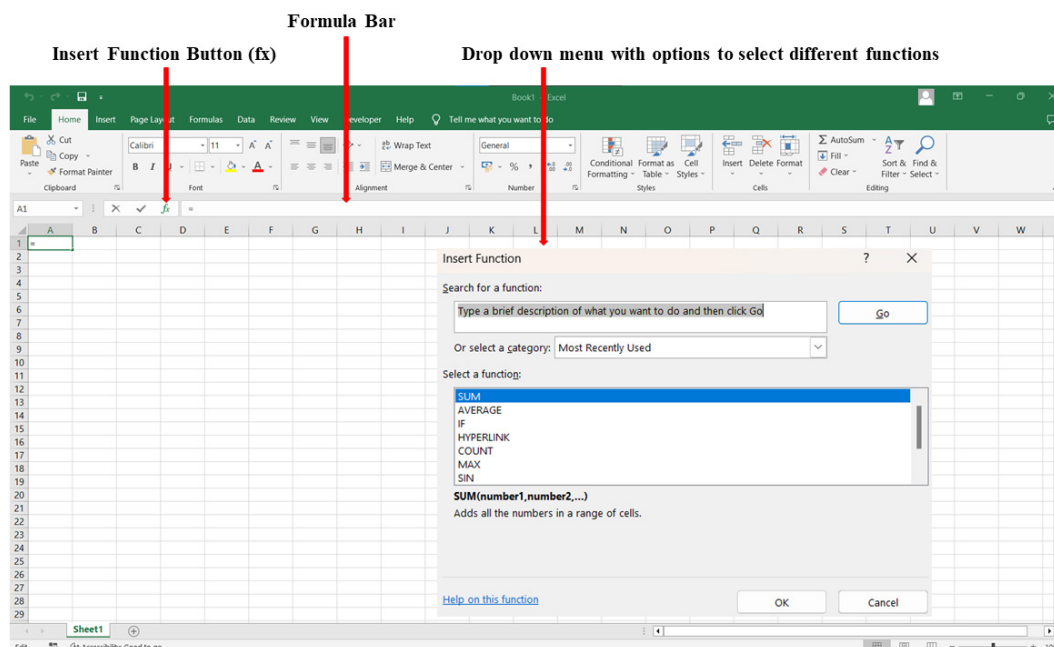 Formula Bar
Insert Function Button (fx)
Drop down menu with options to select different functions
Book1 - Excel
File Home Insert Page Layout Formulas Data Review View Developer Help Tell me what you want to do
Paste
Cut
Copy
Format Painter
Clipboard
Calibri 11
B I U
Font
Wrap Text
Merge & Center
Alignment
General
Number
Conditional Formatting
Format as Table
Cell Styles
Styles
Insert Delete Format
Cells
AutoSum
Fill
Clear
Sort & Filter
Find & Select
Editing
A1 fx =
A B C D E F G H I J K L M N O P Q R S T U V W
1 =
2
3
4
5
6
7
8
9
10
11
12
13
14
15
16
17
18
19
20
21
22
23
24
25
26
27
28
29
Insert Function ? X
Search for a function:
Type a brief description of what you want to do and then click Go
Go
Or select a category: Most Recently Used
Select a function:
SUM
AVERAGE
IF
HYPERLINK
COUNT
MAX
SIN
SUM(number1,number2,...)
Adds all the numbers in a range of cells.
Help on this function
OK Cancel
Sheet1